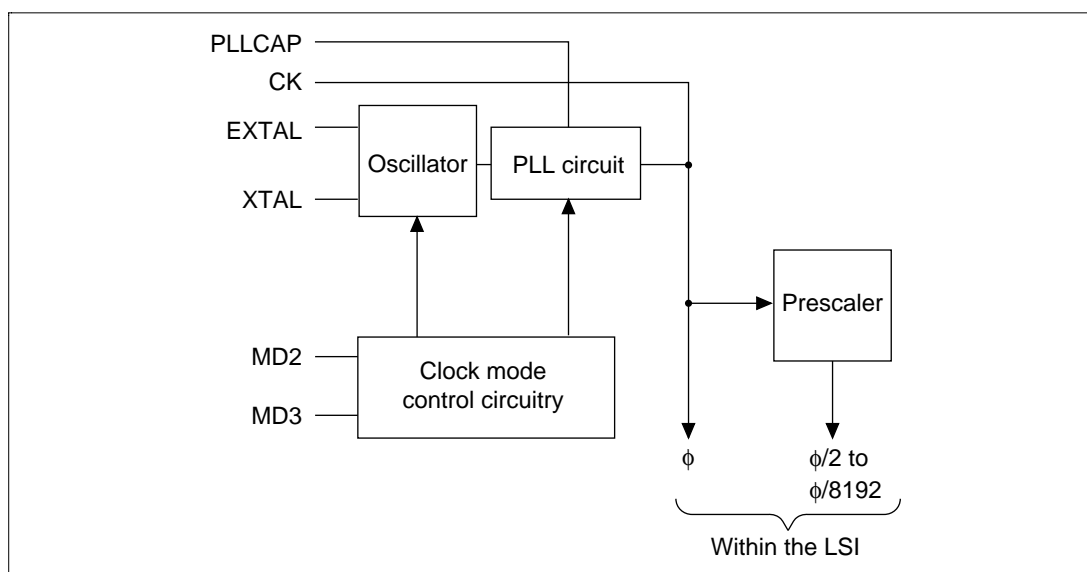 PLLCAP
CK
EXTAL
XTAL
Oscillator
PLL circuit
Prescaler
MD2
MD3
Clock mode
control circuitry
ϕ
ϕ/2 to
ϕ/8192
Within the LSI